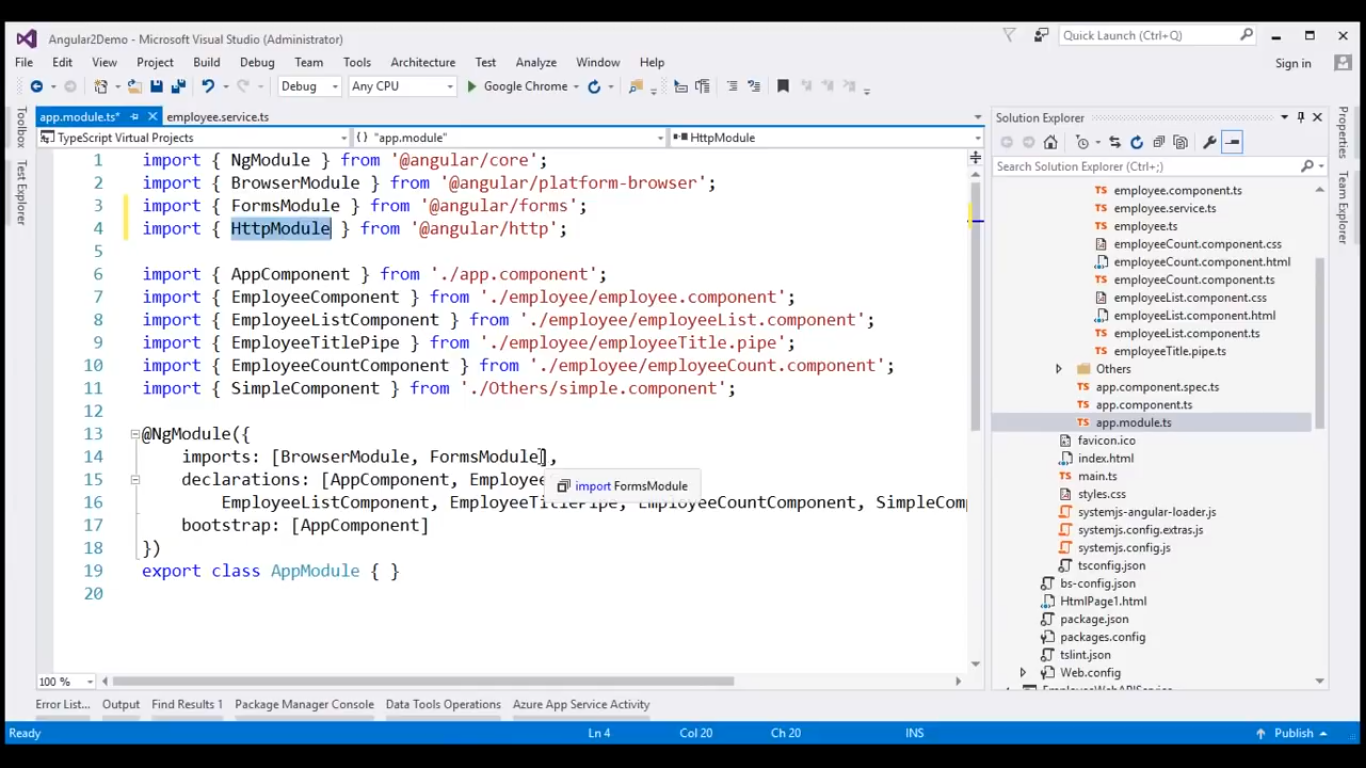 Angular2Demo - Microsoft Visual Studio (Administrator)
Quick Launch (Ctrl+Q)
File Edit View Project Build Debug Team Tools Architecture Test Analyze Window Help
Sign in
Debug Any CPU Google Chrome
Toolbox
Test Explorer
app.module.ts* employee.service.ts
TypeScript Virtual Projects {} "app.module" HttpModule
1 import { NgModule } from '@angular/core';
2 import { BrowserModule } from '@angular/platform-browser';
3 import { FormsModule } from '@angular/forms';
4 import { HttpModule } from '@angular/http';
5
6 import { AppComponent } from './app.component';
7 import { EmployeeComponent } from './employee/employee.component';
8 import { EmployeeListComponent } from './employee/employeeList.component';
9 import { EmployeeTitlePipe } from './employee/employeeTitle.pipe';
10 import { EmployeeCountComponent } from './employee/employeeCount.component';
11 import { SimpleComponent } from './Others/simple.component';
12
13 @NgModule({
14 imports: [BrowserModule, FormsModule],
15 declarations: [AppComponent, Employee
import FormsModule
16 EmployeeListComponent, EmployeeTitlePipe, EmployeeCountComponent, SimpleComp
17 bootstrap: [AppComponent]
18 })
19 export class AppModule { }
20
100 %
Solution Explorer
Search Solution Explorer (Ctrl+;)
TS employee.component.ts
TS employee.service.ts
TS employee.ts
employeeCount.component.css
employeeCount.component.html
TS employeeCount.component.ts
employeeList.component.css
employeeList.component.html
TS employeeList.component.ts
TS employeeTitle.pipe.ts
Others
TS app.component.spec.ts
TS app.component.ts
TS app.module.ts
favicon.ico
index.html
TS main.ts
styles.css
systemjs-angular-loader.js
systemjs.config.extras.js
systemjs.config.js
tsconfig.json
bs-config.json
HtmlPage1.html
package.json
packages.config
tslint.json
Web.config
Properties
Team Explorer
Error List... Output Find Results 1 Package Manager Console Data Tools Operations Azure App Service Activity
Ready Ln 4 Col 20 Ch 20 INS Publish